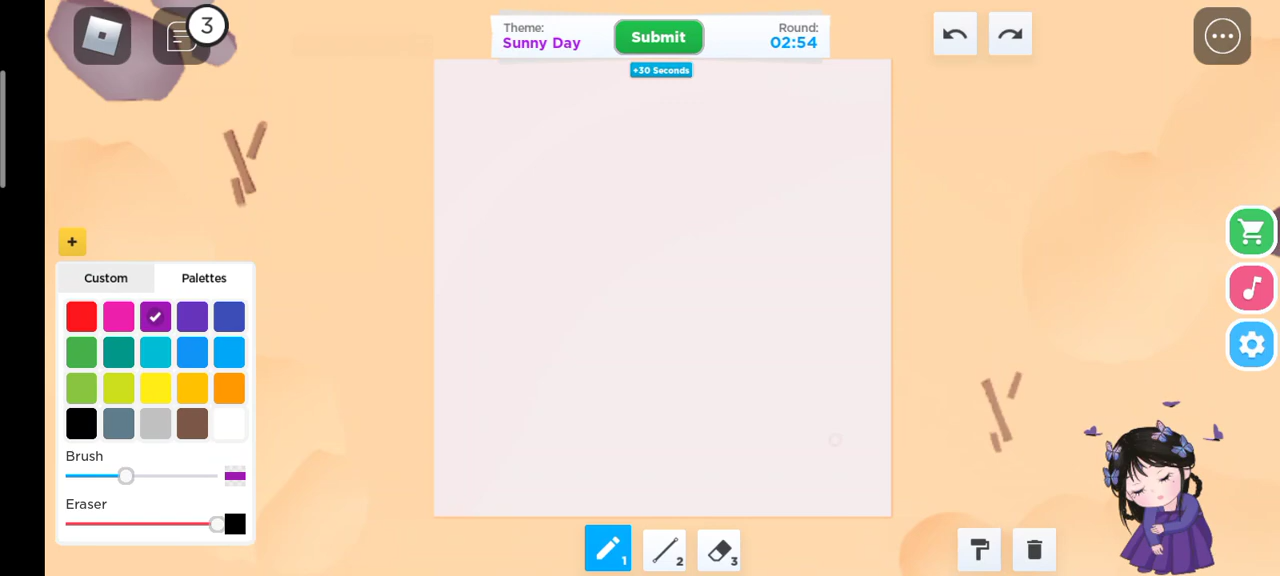 3
Theme:
Sunny Day
Submit
Round:
02:54
+30 Seconds
+
Custom
Palettes
Brush
Eraser
1
2
3